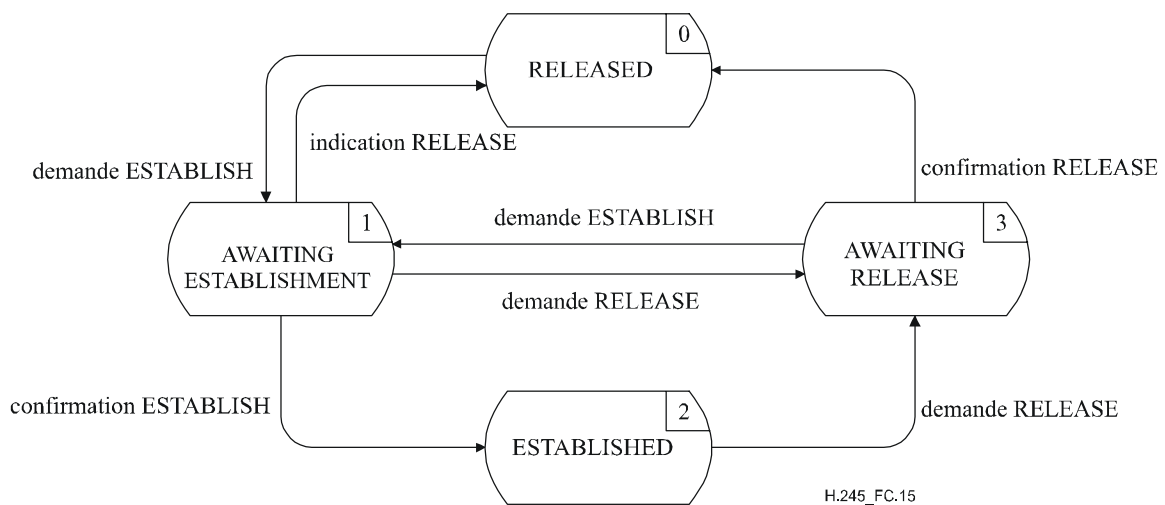 0
RELEASED
indication RELEASE
demande ESTABLISH
confirmation RELEASE
1
demande ESTABLISH
3
AWAITING
ESTABLISHMENT
AWAITING
RELEASE
demande RELEASE
confirmation ESTABLISH
2
demande RELEASE
ESTABLISHED
H.245_FC.15